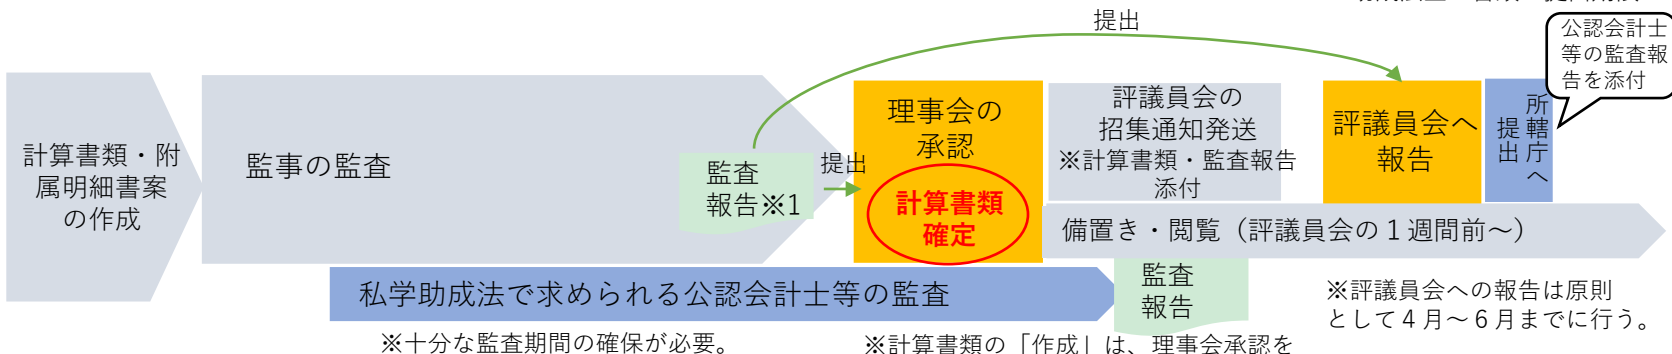 提出
公認会計士
等の監査報
告を添付
計算書類・附
属明細書案
の作成
監事の監査
監査
報告※1
提出
理事会の
承認
計算書類
確定
評議員会の
招集通知発送
※計算書類・監査報告
添付
評議員会へ
報告
所轄庁へ
提出
備置き・閲覧（評議員会の１週間前～）
私学助成法で求められる公認会計士等の監査
監査
報告
※評議員会への報告は原則
として４月～６月までに行う。
※十分な監査期間の確保が必要。
※計算書類の「作成」は、理事会承認を